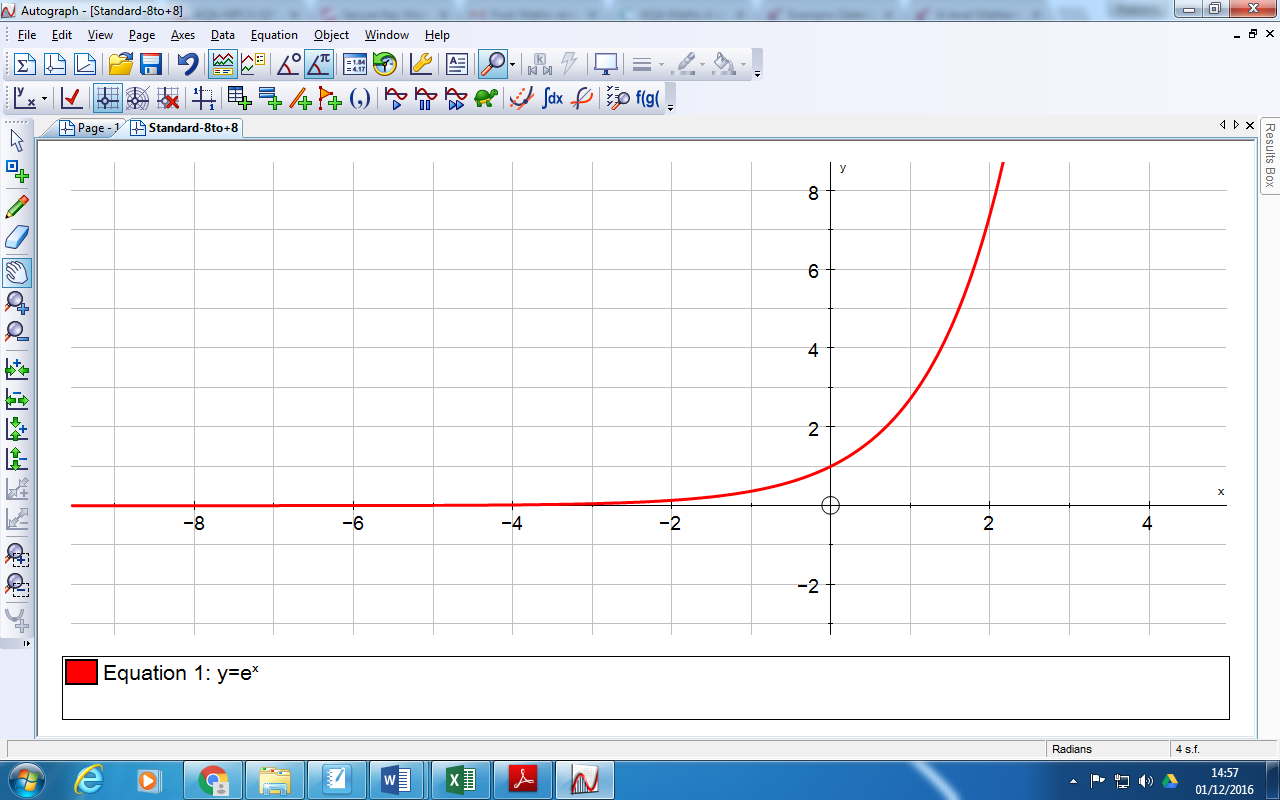 Autograph - [Standard-8to+8]
File Edit View Page Axes Data Equation Object Window Help
Page - 1 Standard-8to+8
Results Box
y
8
6
4
2
x
−8 −6 −4 −2 2 4
−2
Equation 1: y=eˣ
Radians 4 s.f.
14:57
01/12/2016